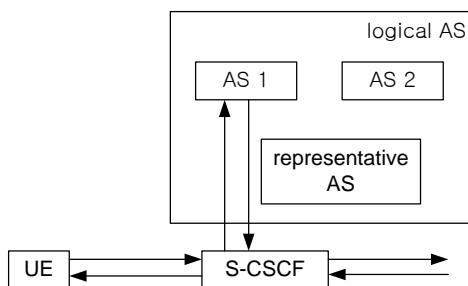 logical AS
AS 1
AS 2
representative
AS
UE
S-CSCF